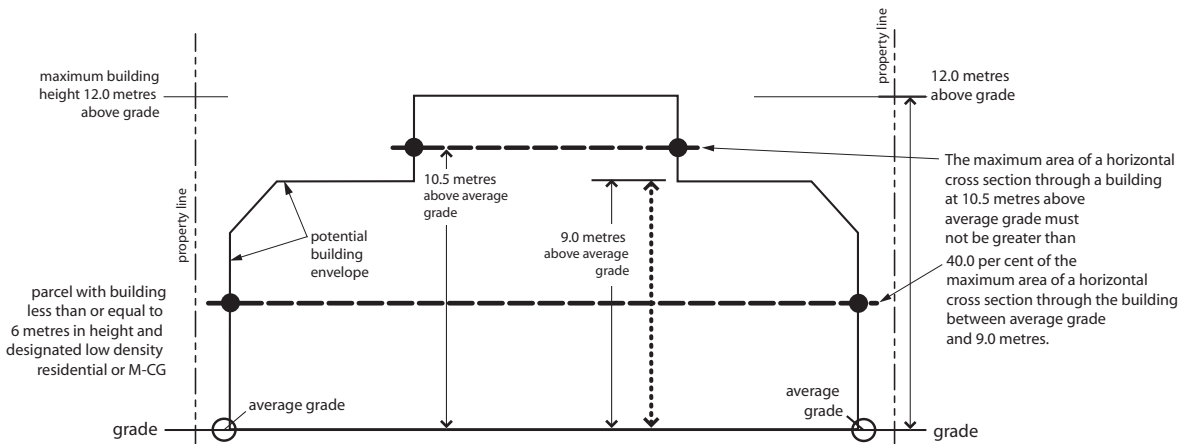 property line
property line
maximum building
height 12.0 metres
above grade
12.0 metres
above grade
10.5 metres
above average
grade
The maximum area of a horizontal
cross section through a building
at 10.5 metres above
average grade must
not be greater than
40.0 per cent of the
maximum area of a horizontal
cross section through the building
between average grade
and 9.0 metres.
property line
potential
building
envelope
9.0 metres
above average
grade
parcel with building
less than or equal to
6 metres in height and
designated low density
residential or M-CG
average grade
average
grade
grade
grade